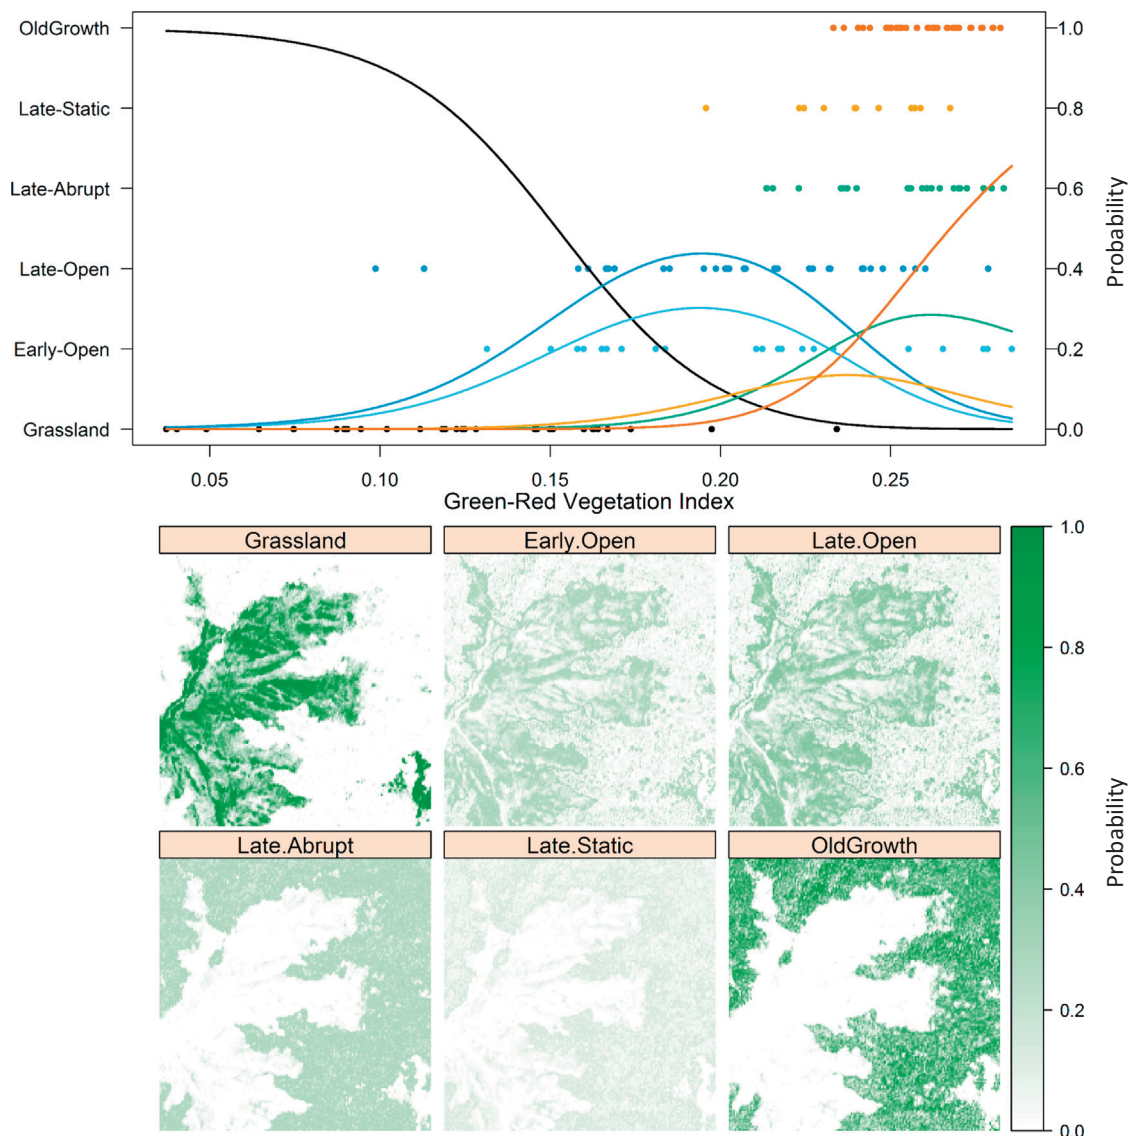 OldGrowth
Late-Static
Late-Abrupt
Late-Open
Early-Open
Grassland
1.0
0.8
0.6
0.4
0.2
0.0
Probability
0.05
0.10
0.15
0.20
0.25
Green-Red Vegetation Index
Grassland
Early.Open
Late.Open
Late.Abrupt
Late.Static
OldGrowth
1.0
0.8
0.6
0.4
0.2
0.0
Probability